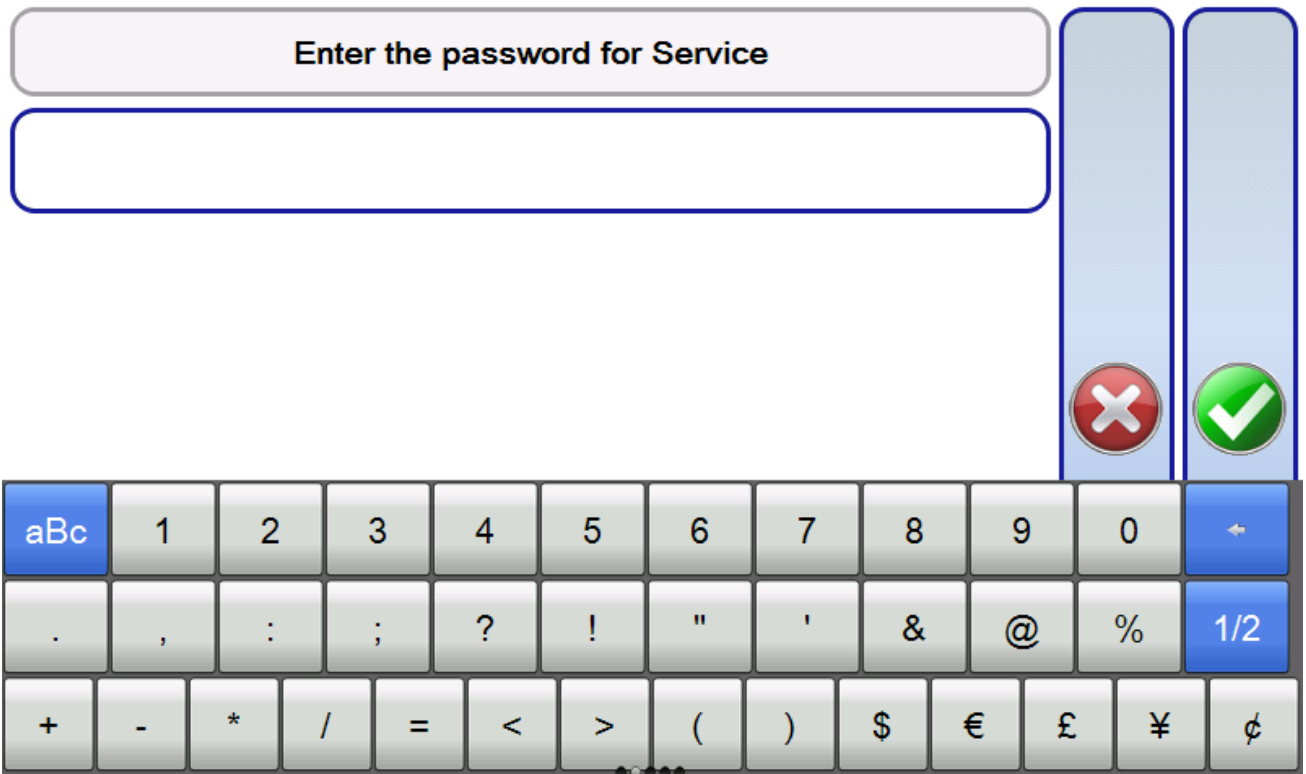 Enter the password for Service
aBc 1 2 3 4 5 6 7 8 9 0
. , : ; ? ! " ' & @ % 1/2
+ - * / = < > ( ) $ € £ ¥ ¢